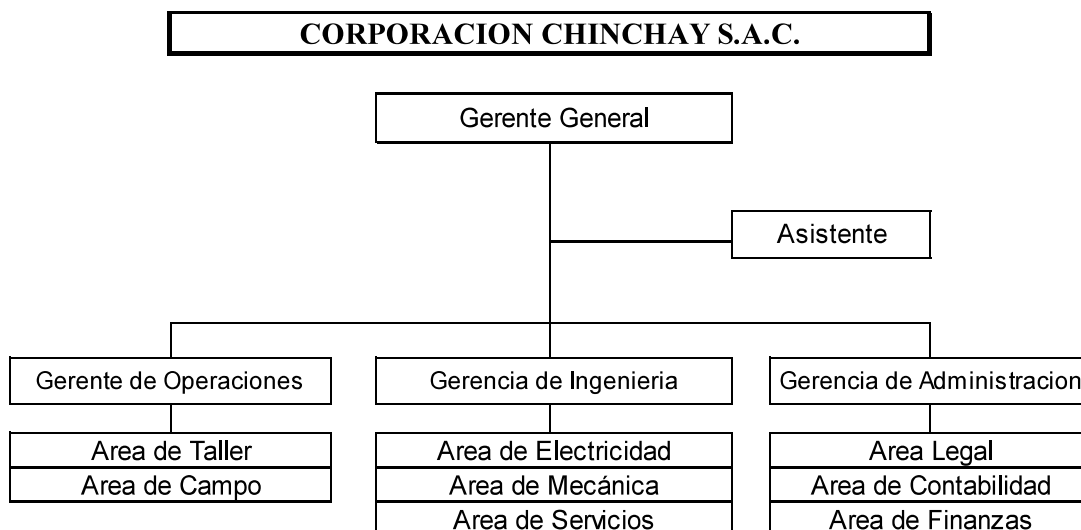 CORPORACION CHINCHAY S.A.C.
Gerente General
Asistente
Gerente de Operaciones
Gerencia de Ingenieria
Gerencia de Administracion
Area de Taller
Area de Campo
Area de Electricidad
Area de Mecánica
Area de Servicios
Area Legal
Area de Contabilidad
Area de Finanzas